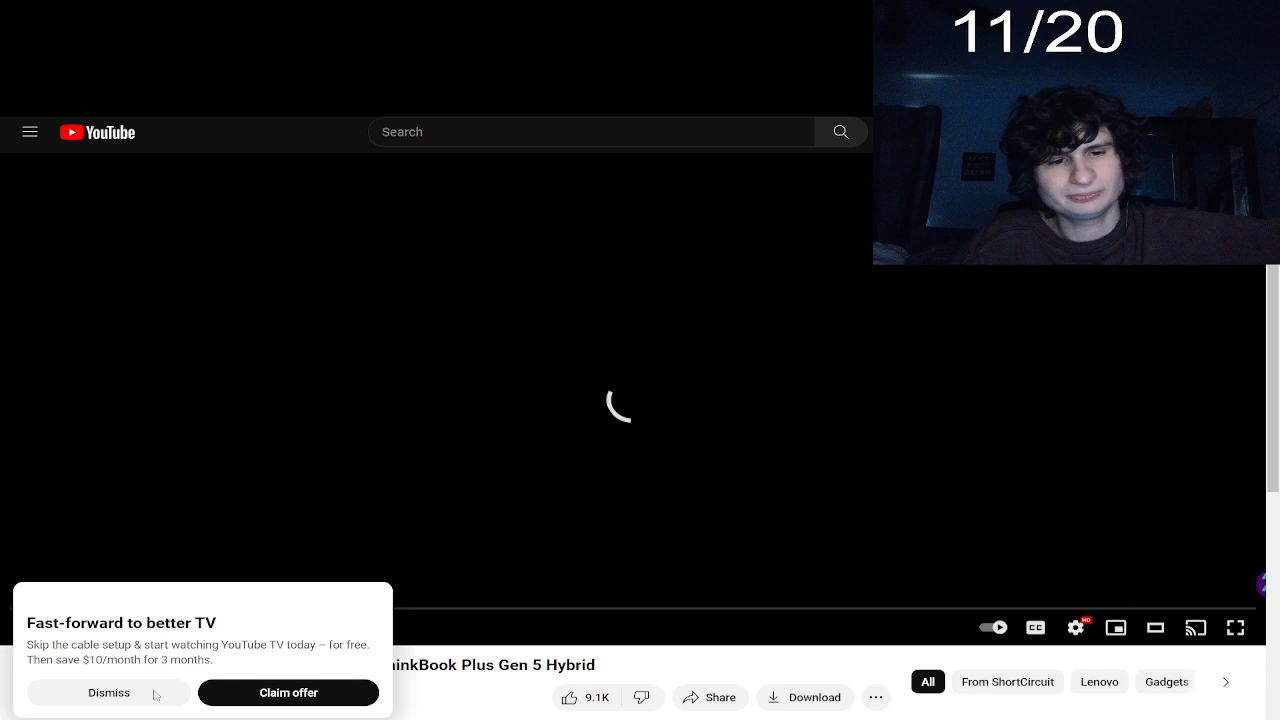 11/20
YouTube
Search
Fast-forward to better TV
Skip the cable setup & start watching YouTube TV today – for free.
Then save $10/month for 3 months.
Dismiss
Claim offer
inkBook Plus Gen 5 Hybrid
9.1K
Share
Download
All
From ShortCircuit
Lenovo
Gadgets
CC
HD